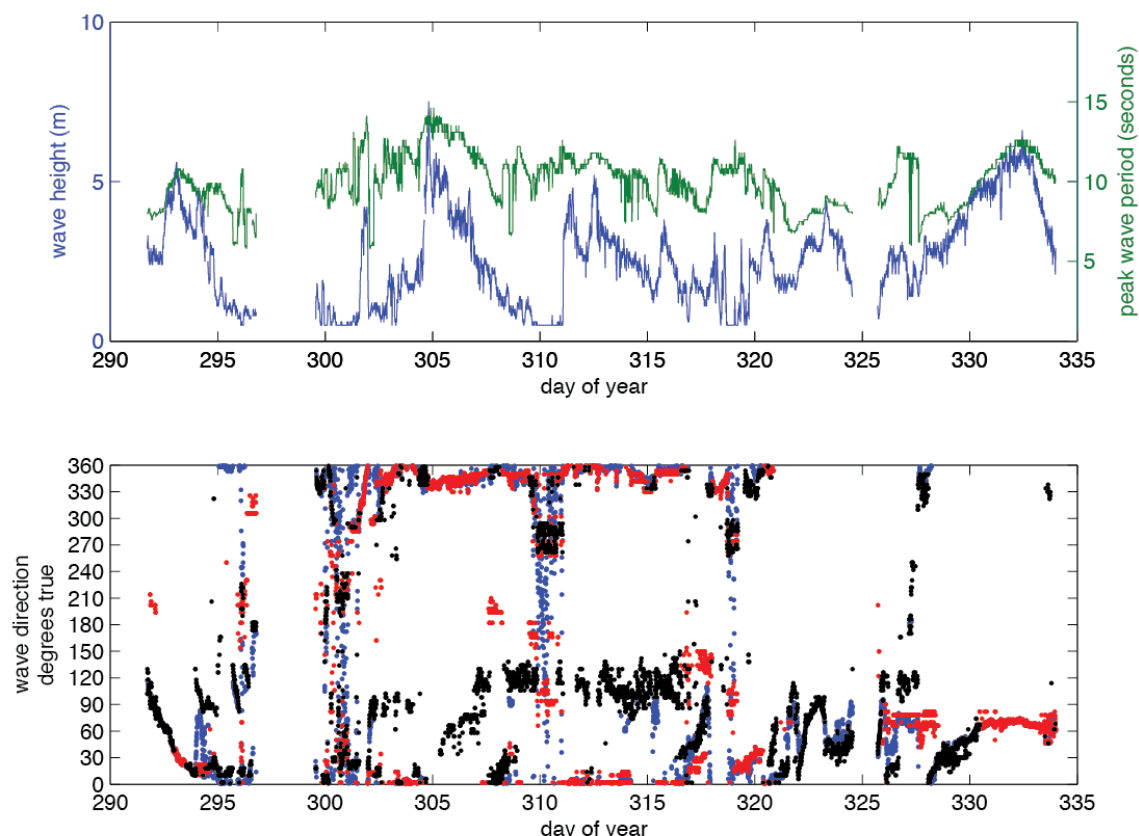 10
5
0
wave height (m)
15
10
5
peak wave period (seconds)
290 295 300 305 310 315 320 325 330 335
day of year
360
330
300
270
240
210
180
150
120
90
60
30
0
wave direction
degrees true
290 295 300 305 310 315 320 325 330 335
day of year